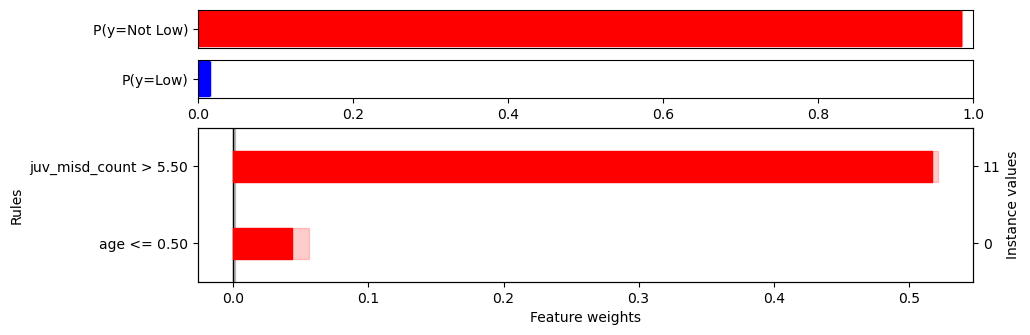 P(y=Not Low)
P(y=Low)
0.0 0.2 0.4 0.6 0.8 1.0
juv_misd_count > 5.50 11
age <= 0.50 0
Rules
Instance values
0.0 0.1 0.2 0.3 0.4 0.5
Feature weights